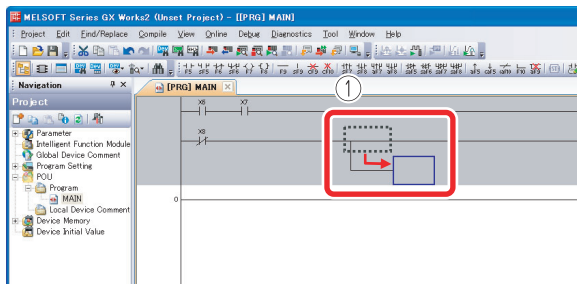 MELSOFT Series GX Works2 (Unset Project) - [[PRG] MAIN]
Project Edit Find/Replace Compile View Online Debug Diagnostics Tool Window Help
Navigation
[PRG] MAIN
1
Project
X6 X7
Parameter
X8
Intelligent Function Module
Global Device Comment
Program Setting
POU
Program
MAIN
0
Local Device Comment
Device Memory
Device Initial Value